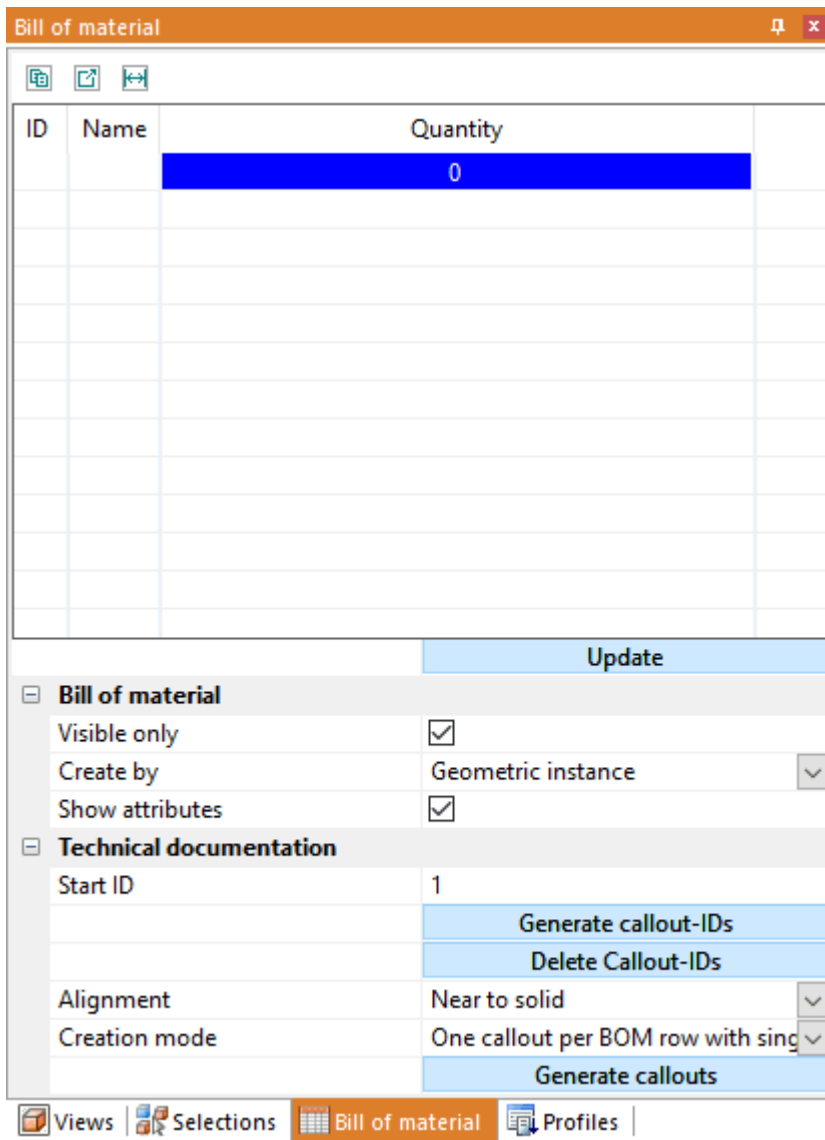 Bill of material
ID Name Quantity
0
Update
Bill of material
Visible only
Create by Geometric instance
Show attributes
Technical documentation
Start ID 1
Generate callout-IDs
Delete Callout-IDs
Alignment Near to solid
Creation mode One callout per BOM row with sing
Generate callouts
Views Selections Bill of material Profiles